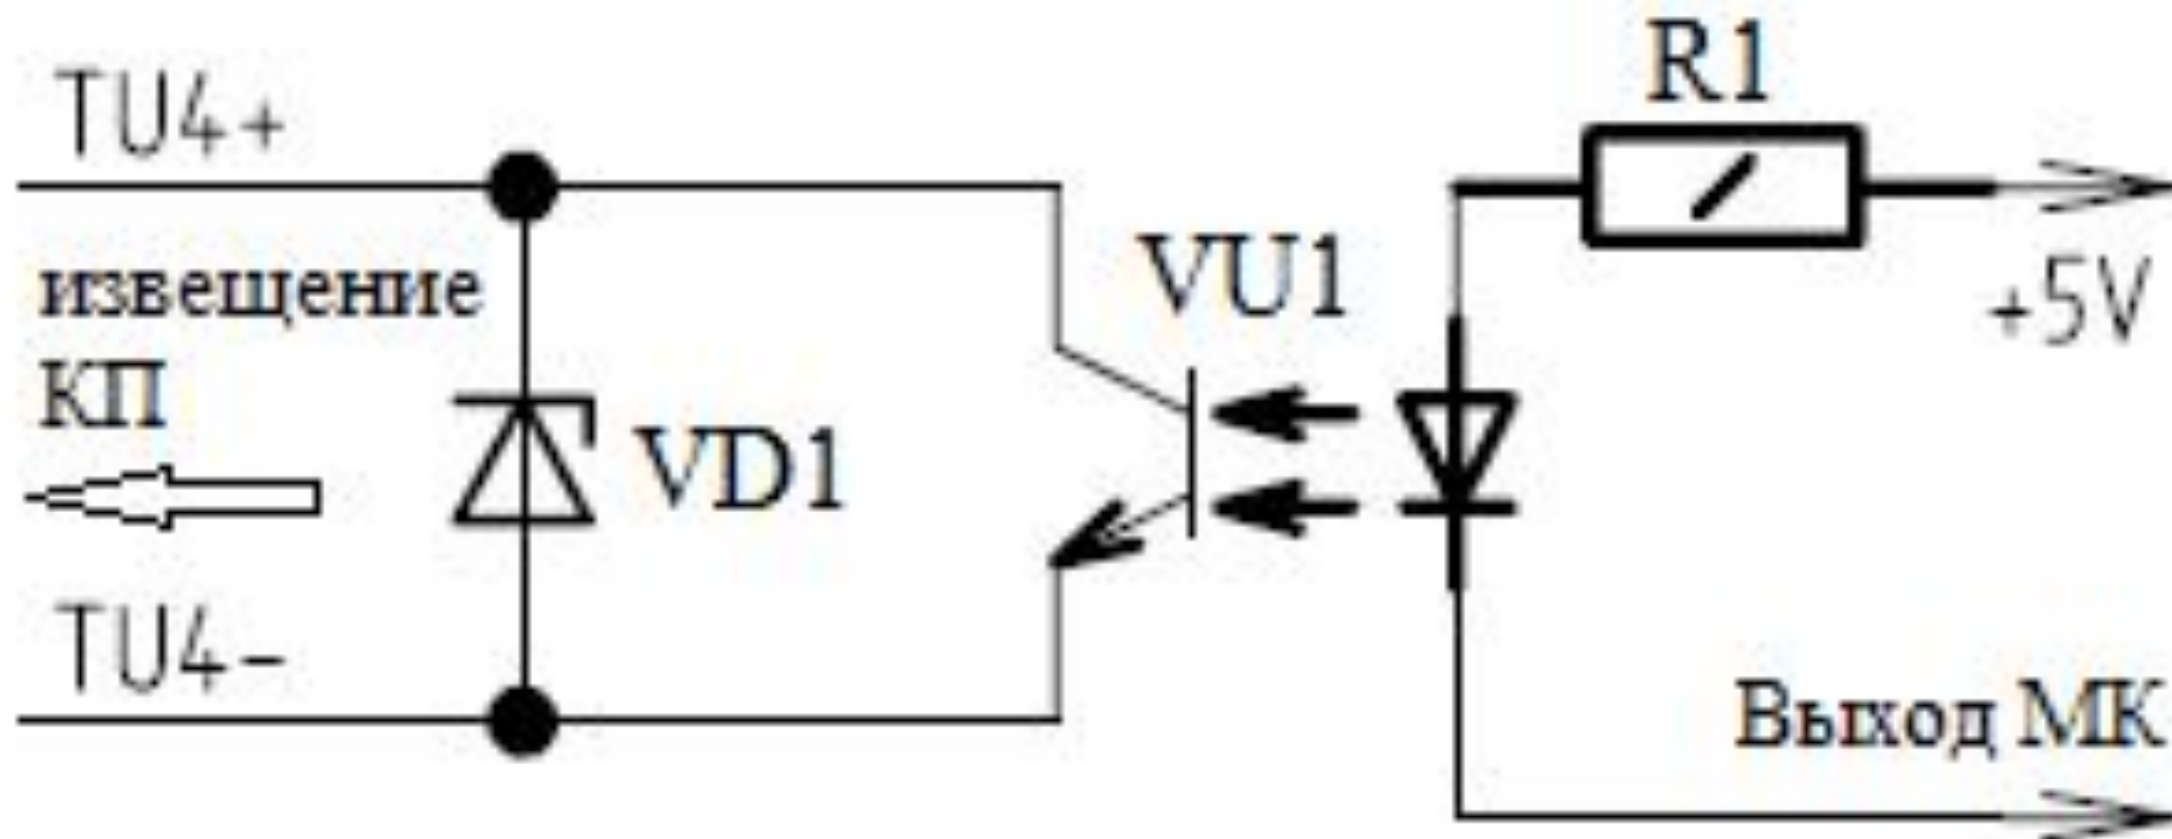 TU4+
R1
извещение
КП
VU1
+5V
VD1
TU4-
Выход МК